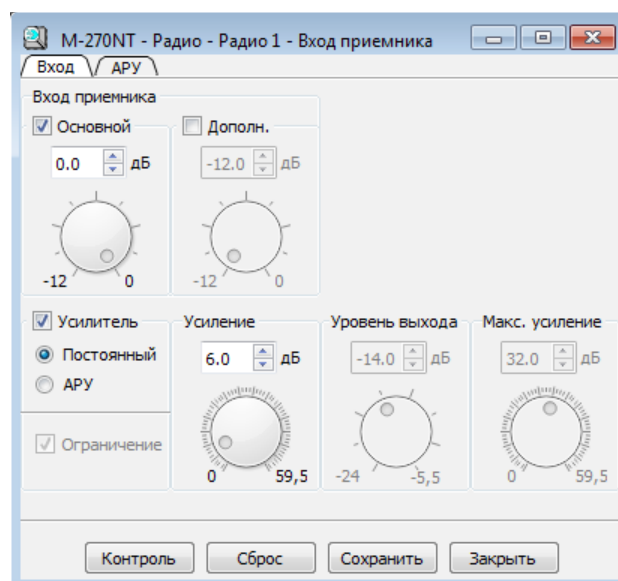 M-270NT - Радио - Радио 1 - Вход приемника
Вход АРУ
Вход приемника
Основной Дополн.
0.0 дБ -12.0 дБ
-12 0 -12 0
Усилитель Усиление Уровень выхода Макс. усиление
Постоянный 6.0 дБ -14.0 дБ 32.0 дБ
АРУ
Ограничение
0 59,5 -24 -5,5 0 59,5
Контроль Сброс Сохранить Закрыть